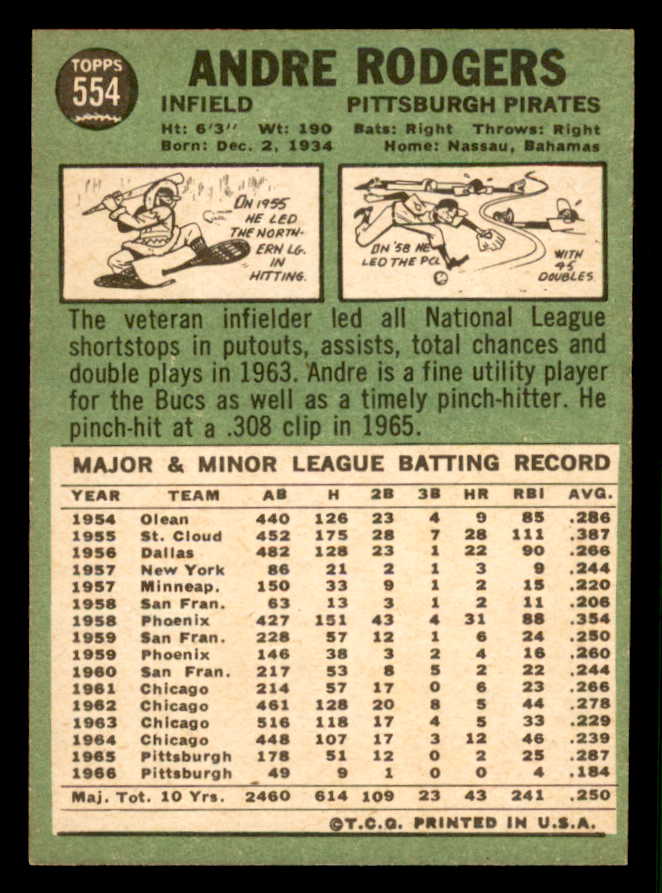 TOPPS
554
ANDRE RODGERS
INFIELD PITTSBURGH PIRATES
Ht: 6'3" Wt: 190 Bats: Right Throws: Right
Born: Dec. 2, 1934 Home: Nassau, Bahamas
ON 1955
HE LED
THE NORTH-
ERN LG.
IN
HITTING.
ON '58 HE
LED THE PCL
WITH
45
DOUBLES.
The veteran infielder led all National League
shortstops in putouts, assists, total chances and
double plays in 1963. Andre is a fine utility player
for the Bucs as well as a timely pinch-hitter. He
pinch-hit at a .308 clip in 1965.
MAJOR & MINOR LEAGUE BATTING RECORD
YEAR TEAM AB H 2B 3B HR RBI AVG.
1954 Olean 440 126 23 4 9 85 .286
1955 St. Cloud 452 175 28 7 28 111 .387
1956 Dallas 482 128 23 1 22 90 .266
1957 New York 86 21 2 1 3 9 .244
1957 Minneap. 150 33 9 1 2 15 .220
1958 San Fran. 63 13 3 1 2 11 .206
1958 Phoenix 427 151 43 4 31 88 .354
1959 San Fran. 228 57 12 1 6 24 .250
1959 Phoenix 146 38 3 2 4 16 .260
1960 San Fran. 217 53 8 5 2 22 .244
1961 Chicago 214 57 17 0 6 23 .266
1962 Chicago 461 128 20 8 5 44 .278
1963 Chicago 516 118 17 4 5 33 .229
1964 Chicago 448 107 17 3 12 46 .239
1965 Pittsburgh 178 51 12 0 2 25 .287
1966 Pittsburgh 49 9 1 0 0 4 .184
Maj. Tot. 10 Yrs. 2460 614 109 23 43 241 .250
©T.C.G. PRINTED IN U.S.A.